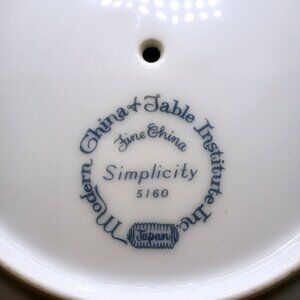 Modern China & Table Institute Inc.
Fine China
Simplicity
5160
Japan